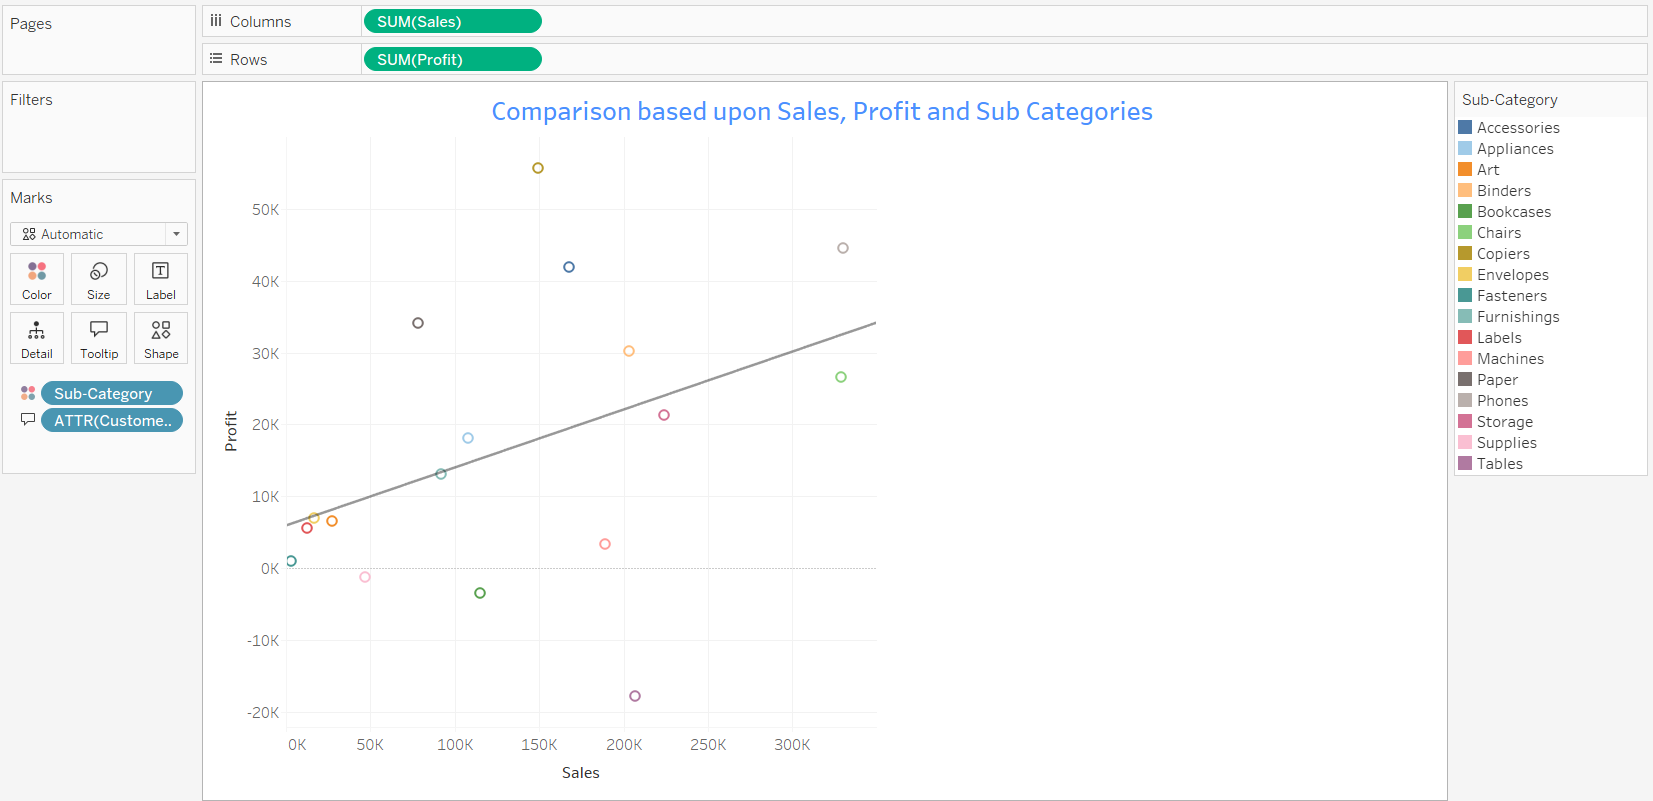 Pages
Columns
SUM(Sales)
Rows
SUM(Profit)
Filters
Marks
Automatic
Color
Size
Label
Detail
Tooltip
Shape
Sub-Category
ATTR(Custome..
Comparison based upon Sales, Profit and Sub Categories
Profit
50K
40K
30K
20K
10K
0K
-10K
-20K
0K
50K
100K
150K
200K
250K
300K
Sales
Sub-Category
Accessories
Appliances
Art
Binders
Bookcases
Chairs
Copiers
Envelopes
Fasteners
Furnishings
Labels
Machines
Paper
Phones
Storage
Supplies
Tables